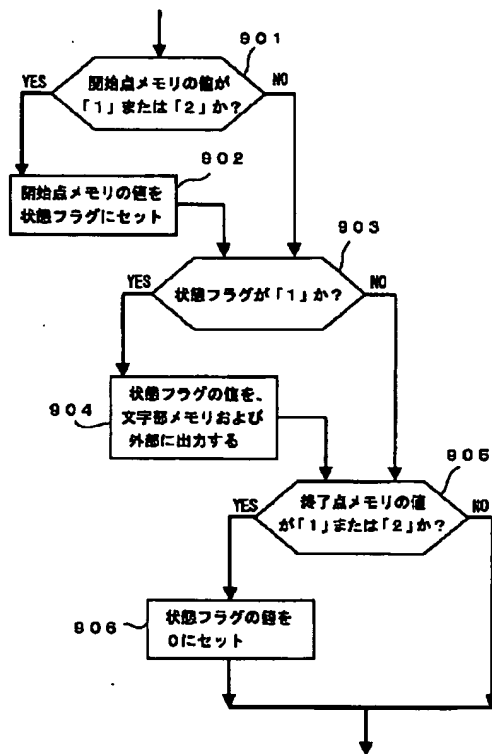 901
開始点メモリの値が
「1」または「2」か?
YES
NO
902
開始点メモリの値を
状態フラグにセット
903
状態フラグが「1」か?
YES
NO
904
状態フラグの値を、
文字部メモリおよび
外部に出力する
905
終了点メモリの値
が「1」または「2」か?
YES
NO
906
状態フラグの値を
0にセット